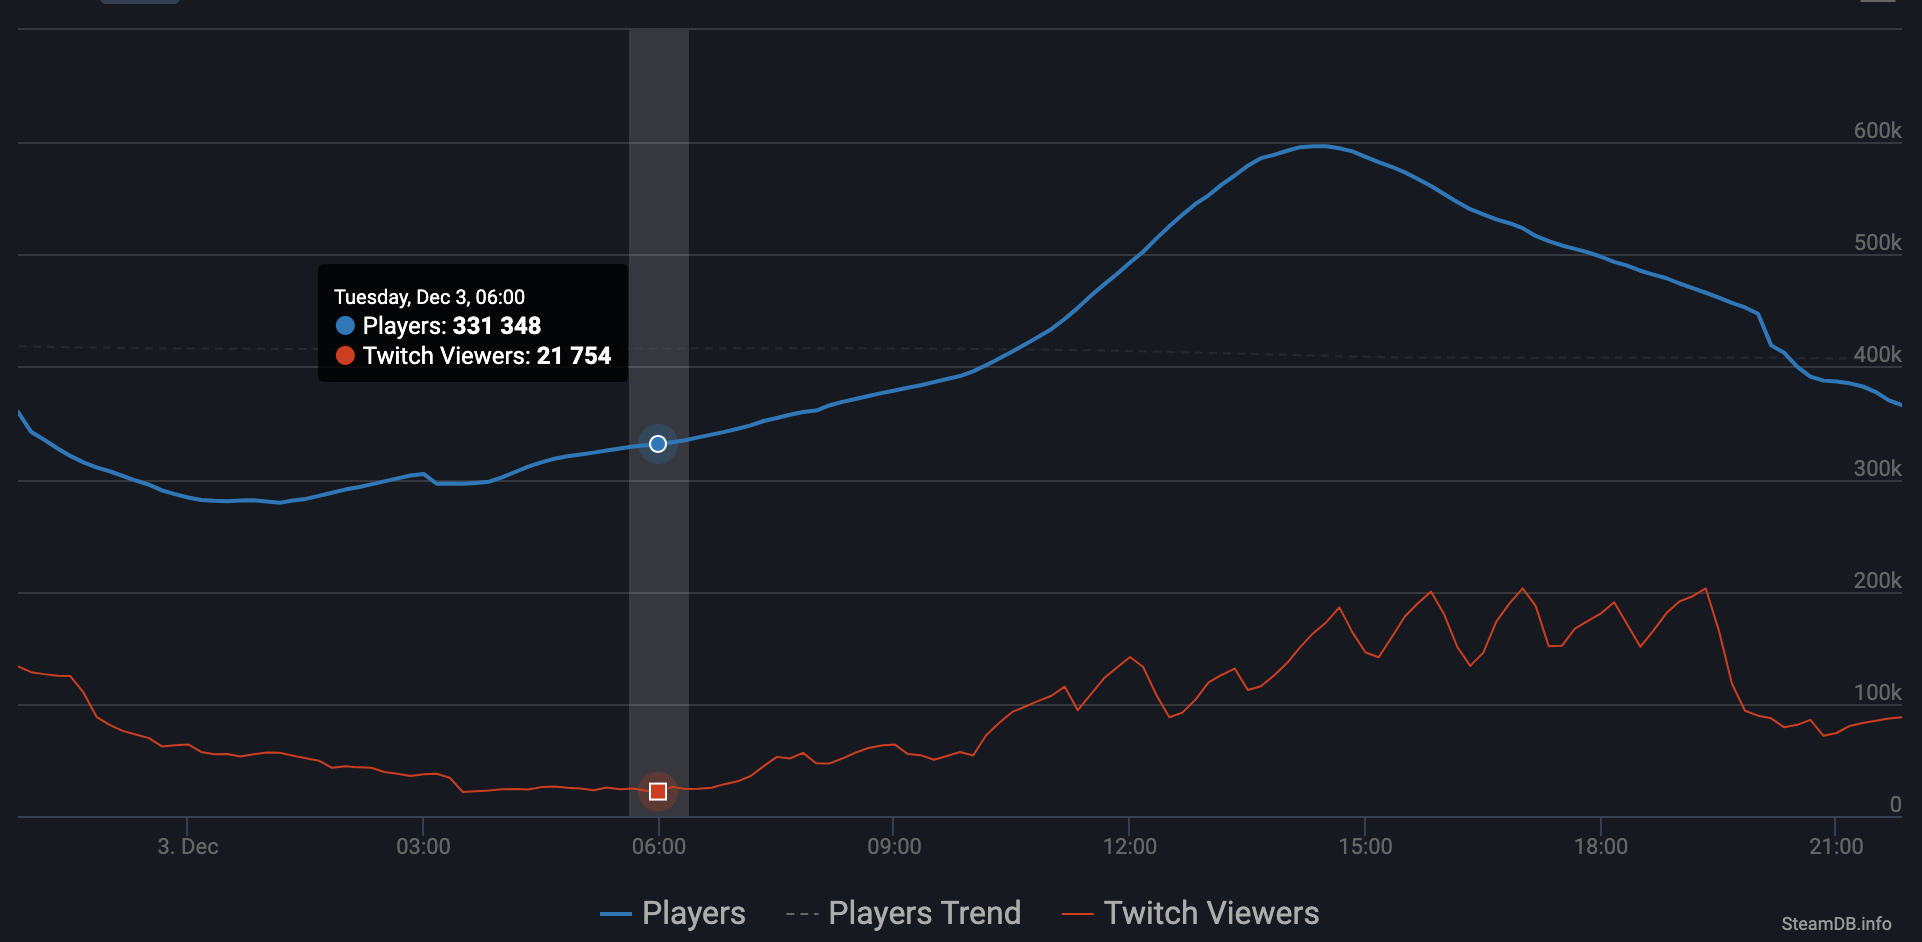 600k
500k
Tuesday, Dec 3, 06:00
Players: 331 348
Twitch Viewers: 21 754
400k
300k
200k
100k
0
3. Dec 03:00 06:00 09:00 12:00 15:00 18:00 21:00
Players Players Trend Twitch Viewers
SteamDB.info